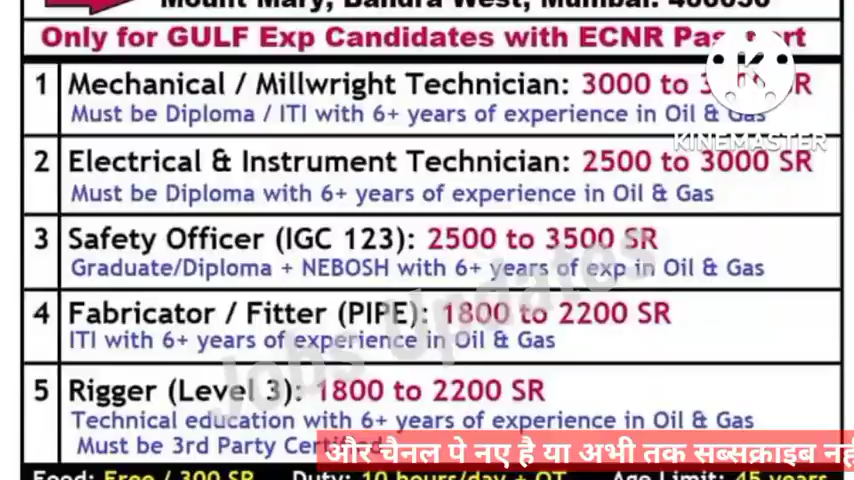 Mount Mary, Bandra West, Mumbai. 400050
Only for GULF Exp Candidates with ECNR
K
KINEMASTER
1 Mechanical / Millwright Technician: 3000 to
Must be Diploma / ITI with 6+ years of experience in Oil & Gas
2 Electrical & Instrument Technician: 2500 to 3000 SR
Must be Diploma with 6+ years of experience in Oil & Gas
3 Safety Officer (IGC 123): 2500 to 3500 SR
Graduate/Diploma + NEBOSH with 6+ years of exp in Oil & Gas
4 Fabricator / Fitter (PIPE): 1800 to 2200 SR
ITI with 6+ years of experience in Oil & Gas
Jobs Updates
5 Rigger (Level 3): 1800 to 2200 SR
Technical education with 6+ years of experience in Oil & Gas
Must be 3rd Party
और चैनल पे नए है या अभी तक सब्सक्राइब नही
Food: Free / 300 SR Duty: 10 hours/day + OT Age Limit: 45 years